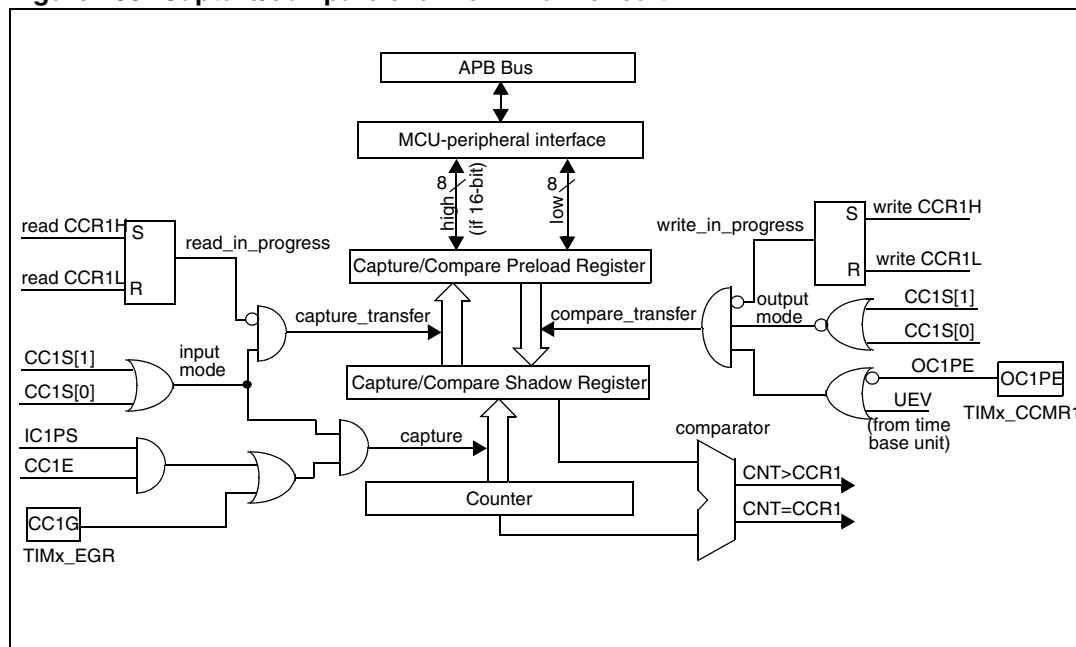 APB Bus
MCU-peripheral interface
8
high
(if 16-bit)
8
low
read CCR1H
S
read_in_progress
read CCR1L
R
write_in_progress
S
write CCR1H
R
write CCR1L
Capture/Compare Preload Register
capture_transfer
compare_transfer
output
mode
CC1S[1]
CC1S[0]
CC1S[1]
input
mode
CC1S[0]
Capture/Compare Shadow Register
OC1PE
OC1PE
UEV
TIMx_CCMR1
(from time
base unit)
IC1PS
CC1E
capture
comparator
Counter
CNT>CCR1
CNT=CCR1
CC1G
TIMx_EGR